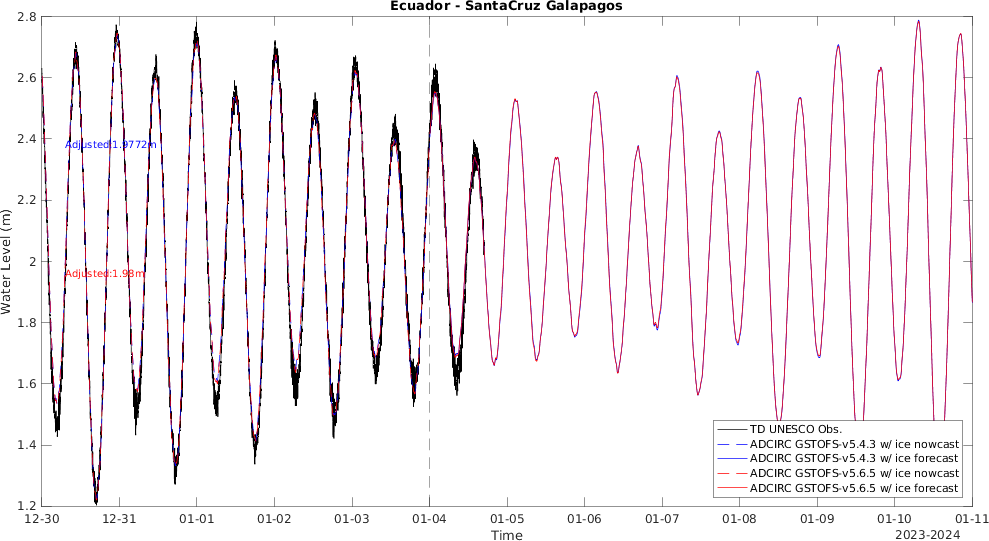 Ecuador - SantaCruz Galapagos
Water Level (m)
2.8
2.6
2.4
2.2
2
1.8
1.6
1.4
1.2
Adjusted:1.9772m
Adjusted:1.93m
TD UNESCO Obs.
ADCIRC GSTOFS-v5.4.3 w/ ice nowcast
ADCIRC GSTOFS-v5.4.3 w/ ice forecast
ADCIRC GSTOFS-v5.6.5 w/ ice nowcast
ADCIRC GSTOFS-v5.6.5 w/ ice forecast
12-30 12-31 01-01 01-02 01-03 01-04 01-05 01-06 01-07 01-08 01-09 01-10 01-11
Time
2023-2024